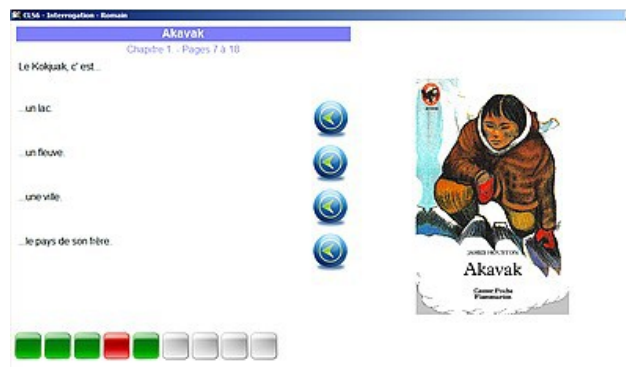 CLS6 - Interrogation - Romain
Akavak
Chapitre 1 - Pages 7 à 18
Le Kokjuak, c'est...
...un lac.
...un fleuve.
...une ville.
...le pays de son frère.
JAMES HOUSTON
Akavak
Castor Poche
Flammarion